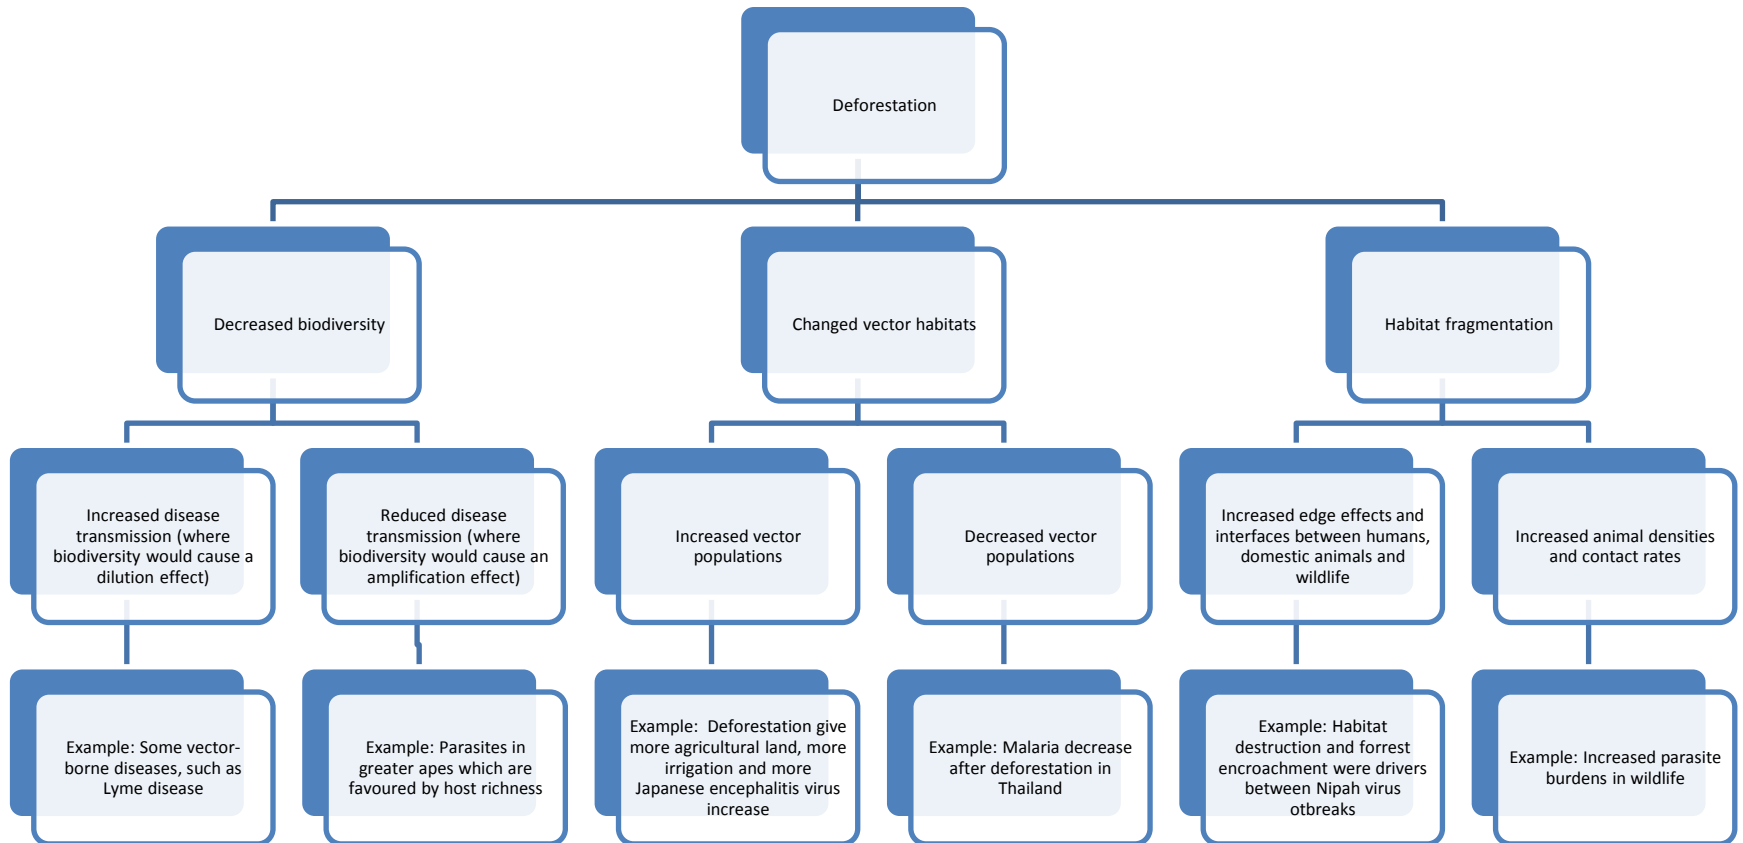 Deforestation
Decreased biodiversity
Changed vector habitats
Habitat fragmentation
Increased disease
transmission (where
biodiversity would cause a
dilution effect)
Reduced disease
transmission (where
biodiversity would cause an
amplification effect)
Increased vector
populations
Decreased vector
populations
Increased edge effects and
interfaces between humans,
domestic animals and
wildlife
Increased animal densities
and contact rates
Example: Some vector-
borne diseases, such as
Lyme disease
Example: Parasites in
greater apes which are
favoured by host richness
Example:  Deforestation give
more agricultural land, more
irrigation and more
Japanese encephalitis virus
increase
Example: Malaria decrease
after deforestation in
Thailand
Example: Habitat
destruction and forrest
encroachment were drivers
between Nipah virus
otbreaks
Example: Increased parasite
burdens in wildlife